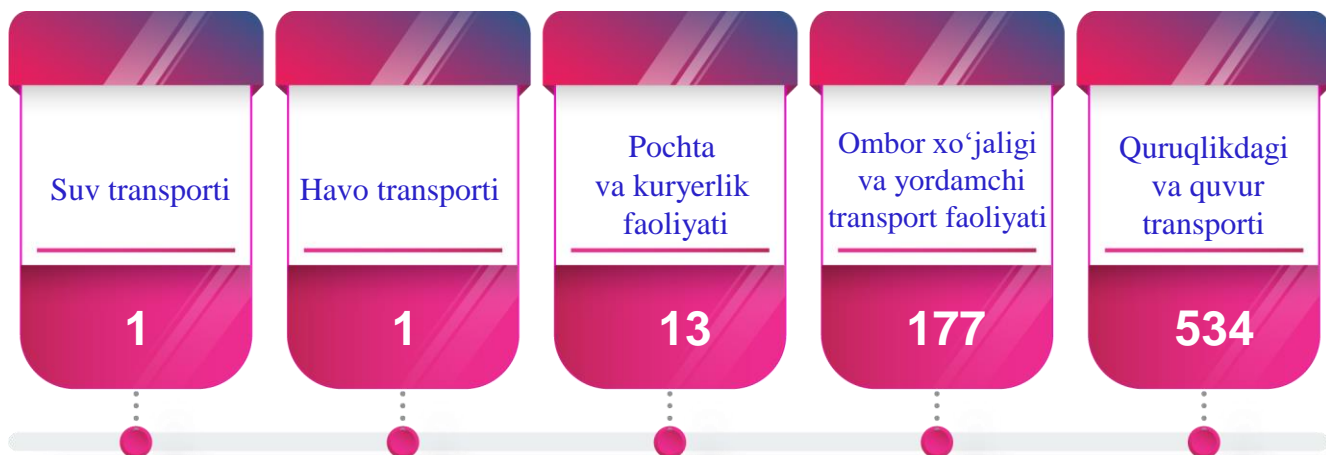 Suv transporti
1
Havo transporti
1
Pochta
va kuryerlik
faoliyati
13
Ombor xo‘jaligi
va yordamchi
transport faoliyati
177
Quruqlikdagi
va quvur
transporti
534